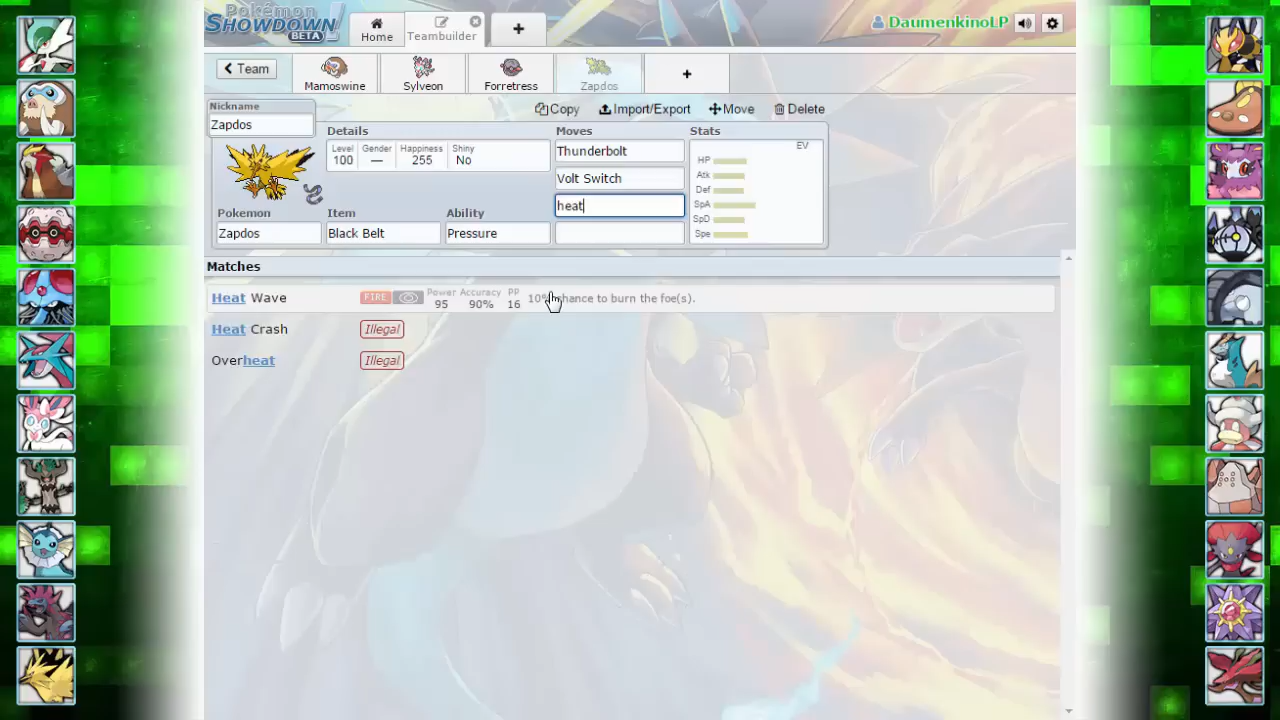 Pokémon
SHOWDOWN!
BETA
Home
Teambuilder
+
DaumenkinoLP
Team
Mamoswine
Sylveon
Forretress
Zapdos
+
Nickname
Zapdos
Copy
Import/Export
Move
Delete
Details
Level
100
Gender
—
Happiness
255
Shiny
No
Moves
Thunderbolt
Volt Switch
heat
Stats
EV
HP
Atk
Def
SpA
SpD
Spe
Pokemon
Zapdos
Item
Black Belt
Ability
Pressure
Matches
Heat Wave FIRE Power 95 Accuracy 90% PP 16 10% chance to burn the foe(s).
Heat Crash Illegal
Overheat Illegal